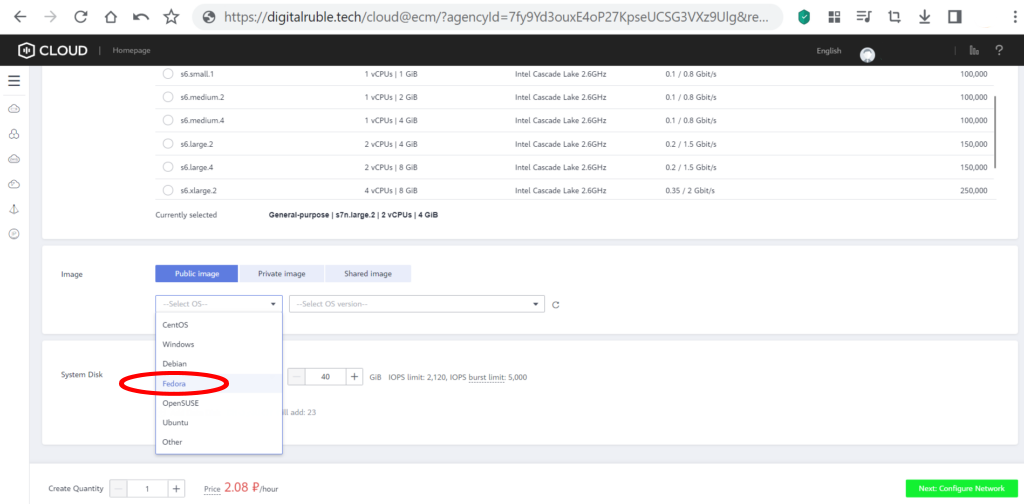 https://digitalruble.tech/cloud@ecm/?agencyId=7fy9Yd3ouxE4oP27KpseUCSG3VXz9Ulg&re...
CLOUD | Homepage English | ?
s6.small.1 1 vCPUs | 1 GiB Intel Cascade Lake 2.6GHz 0.1 / 0.8 Gbit/s 100,000
s6.medium.2 1 vCPUs | 2 GiB Intel Cascade Lake 2.6GHz 0.1 / 0.8 Gbit/s 100,000
s6.medium.4 1 vCPUs | 4 GiB Intel Cascade Lake 2.6GHz 0.1 / 0.8 Gbit/s 100,000
s6.large.2 2 vCPUs | 4 GiB Intel Cascade Lake 2.6GHz 0.2 / 1.5 Gbit/s 150,000
s6.large.4 2 vCPUs | 8 GiB Intel Cascade Lake 2.6GHz 0.2 / 1.5 Gbit/s 150,000
s6.xlarge.2 4 vCPUs | 8 GiB Intel Cascade Lake 2.6GHz 0.35 / 2 Gbit/s 250,000
Currently selected General-purpose | s7n.large.2 | 2 vCPUs | 4 GiB
Image Public image Private image Shared image
--Select OS-- --Select OS version--
CentOS
Windows
Debian
System Disk 40 + GiB IOPS limit: 2,120, IOPS burst limit: 5,000
Fedora
OpenSUSE
ill add: 23
Ubuntu
Other
Create Quantity 1 + Price 2.08 ₽/hour Next: Configure Network